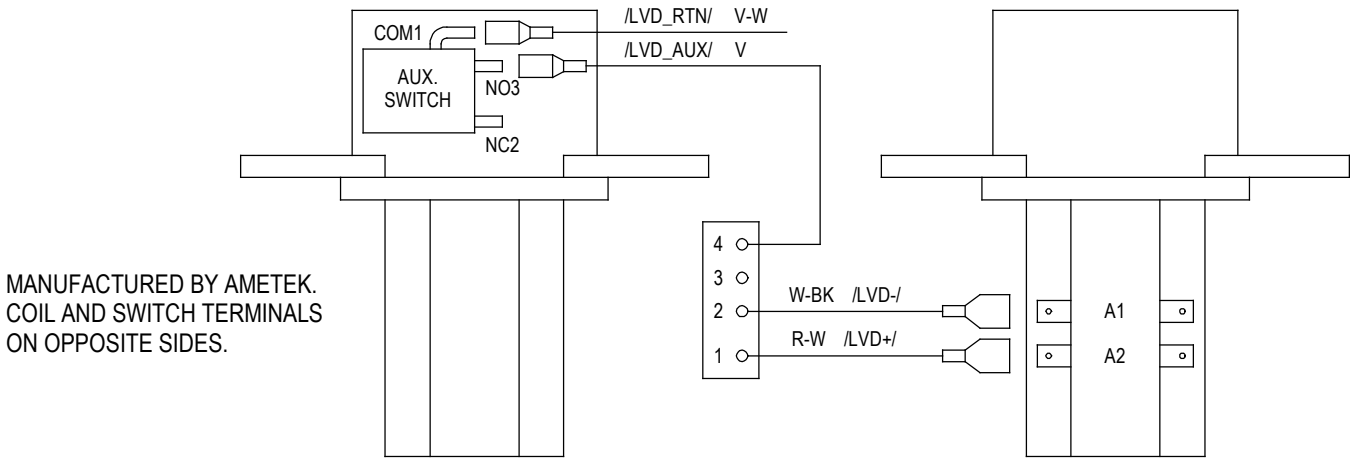 /LVD_RTN/ V-W
COM1
/LVD_AUX/ V
AUX.
SWITCH
NO3
NC2
4
3
2
1
W-BK /LVD-/
R-W /LVD+/
A1
A2
MANUFACTURED BY AMETEK.
COIL AND SWITCH TERMINALS
ON OPPOSITE SIDES.